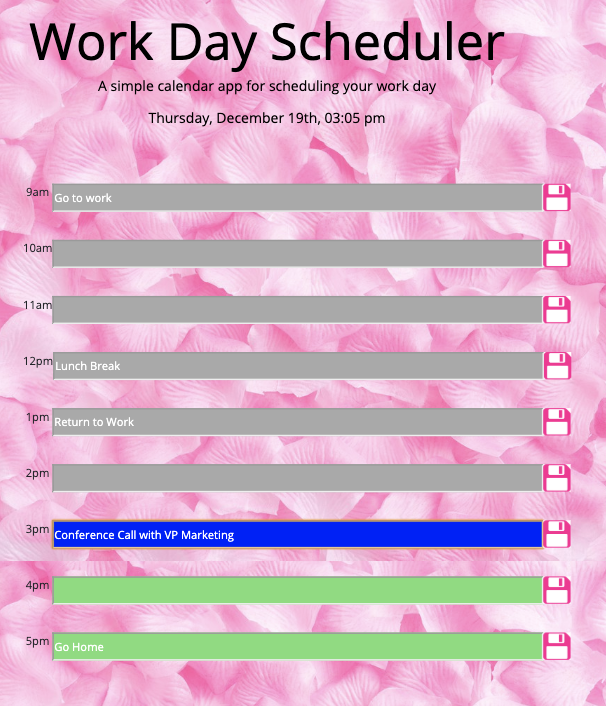 Work Day Scheduler
A simple calendar app for scheduling your work day
Thursday, December 19th, 03:05 pm
9am Go to work
10am
11am
12pm Lunch Break
1pm Return to Work
2pm
3pm Conference Call with VP Marketing
4pm
5pm Go Home